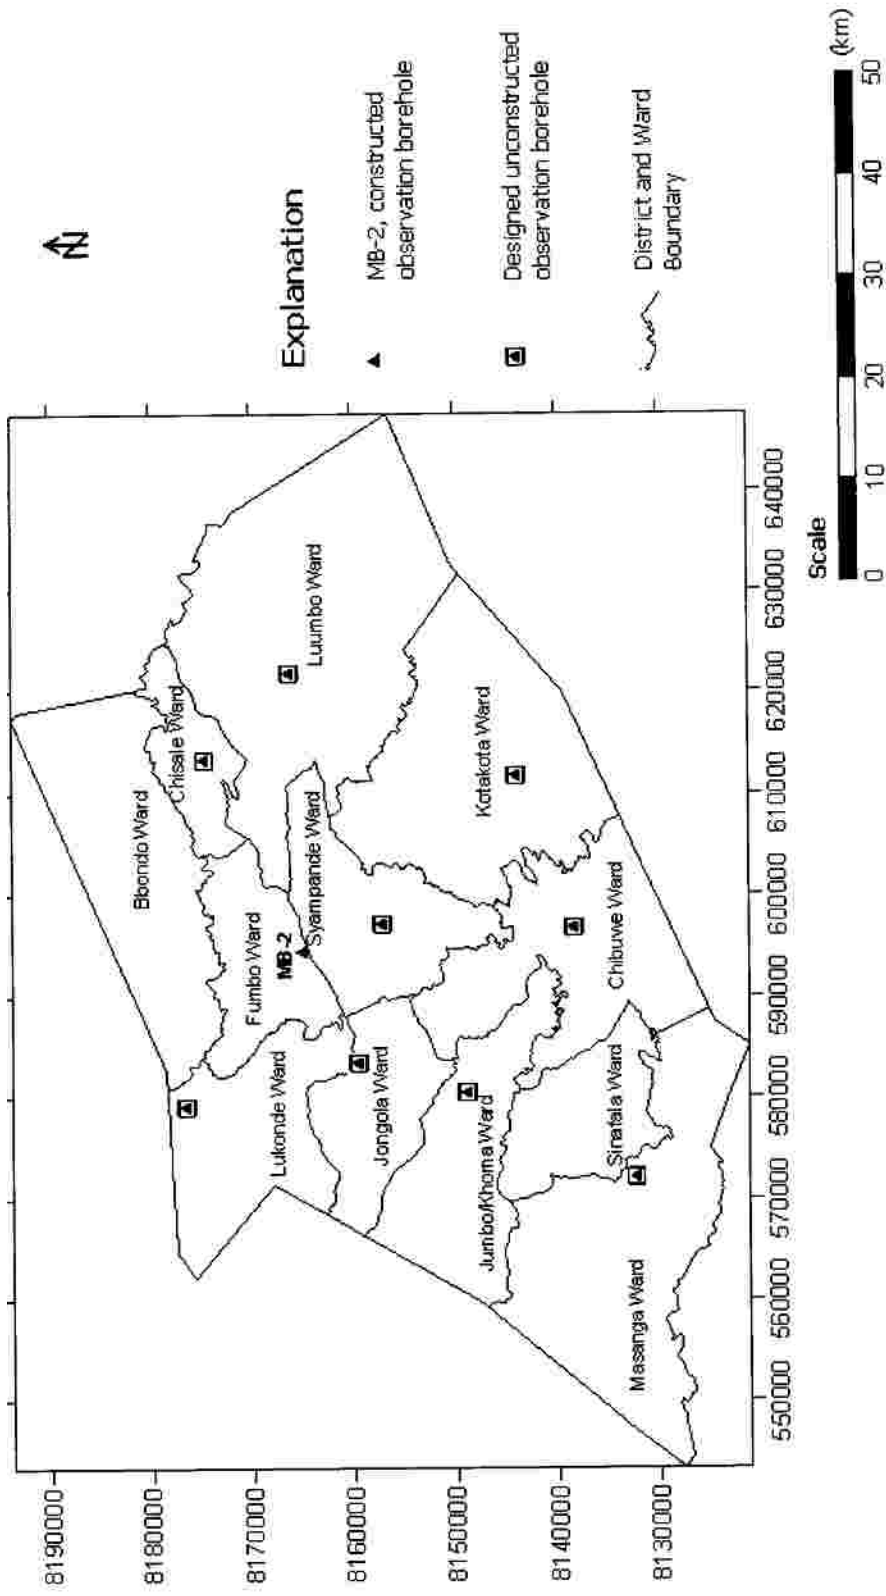 N
Explanation
MB-2, constructed
observation borehole
Designed unconstructed
observation borehole
District and Ward
Boundary
Scale
0 10 20 30 40 50 (km)
8190000
8180000
8170000
8160000
8150000
8140000
8130000
550000 560000 570000 580000 590000 600000 610000 620000 630000 640000
Bbondo Ward
Chisale Ward
Fumbo Ward
MB-2
Lukonde Ward
Syampande Ward
Luumbo Ward
Jongola Ward
Jumbo/Khoma Ward
Kotakota Ward
Chibuwe Ward
Sinafala Ward
Masanga Ward